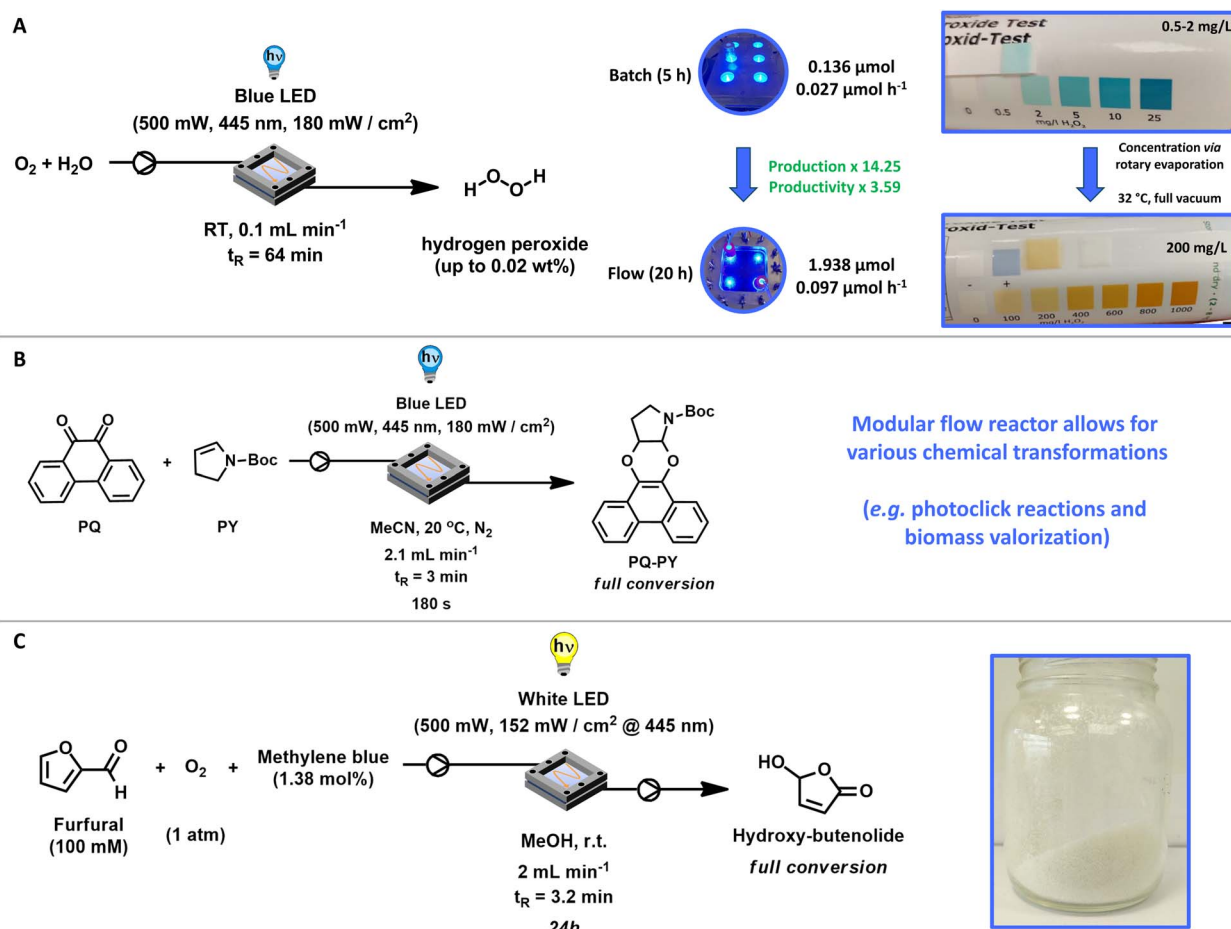 A
hν
Blue LED
(500 mW, 445 nm, 180 mW / cm²)
O₂ + H₂O
RT, 0.1 mL min⁻¹
t_R = 64 min
H O O H
hydrogen peroxide
(up to 0.02 wt%)
Batch (5 h)
0.136 µmol
0.027 µmol h⁻¹
Production x 14.25
Productivity x 3.59
Flow (20 h)
1.938 µmol
0.097 µmol h⁻¹
roxide Test
oxid-Test
0.5-2 mg/L
0 0.5 2 5 10 25
mg/l H₂O₂
Concentration via
rotary evaporation
32 °C, full vacuum
oxid-Test
200 mg/L
- +
0 100 200 400 600 800 1000
mg/l H₂O₂
B
hν
Blue LED
(500 mW, 445 nm, 180 mW / cm²)
O O
+
N Boc
PQ
PY
MeCN, 20 °C, N₂
2.1 mL min⁻¹
t_R = 3 min
180 s
N Boc
O O
PQ-PY
full conversion
Modular flow reactor allows for
various chemical transformations
(e.g. photoclick reactions and
biomass valorization)
C
hν
White LED
(500 mW, 152 mW / cm² @ 445 nm)
O O H
+ O₂ +
Methylene blue
(1.38 mol%)
Furfural
(100 mM)
(1 atm)
MeOH, r.t.
2 mL min⁻¹
t_R = 3.2 min
24h
HO O O
Hydroxy-butenolide
full conversion